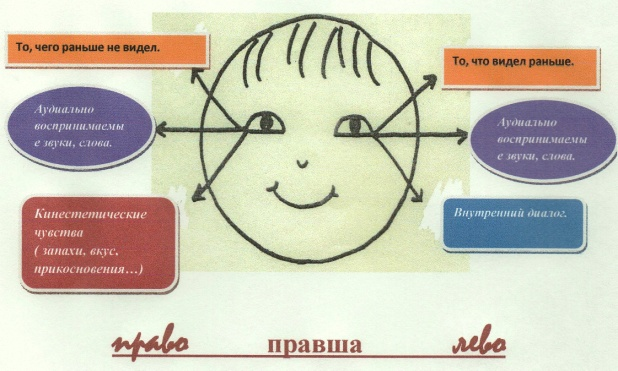 То, чего раньше не видел.
То, что видел раньше.
Аудиально
воспринимаемы
е звуки, слова.
Аудиально
воспринимаемы
е звуки, слова.
Кинестетические
чувства
( запахи, вкус,
прикосновения…)
Внутренний диалог.
право правша лево